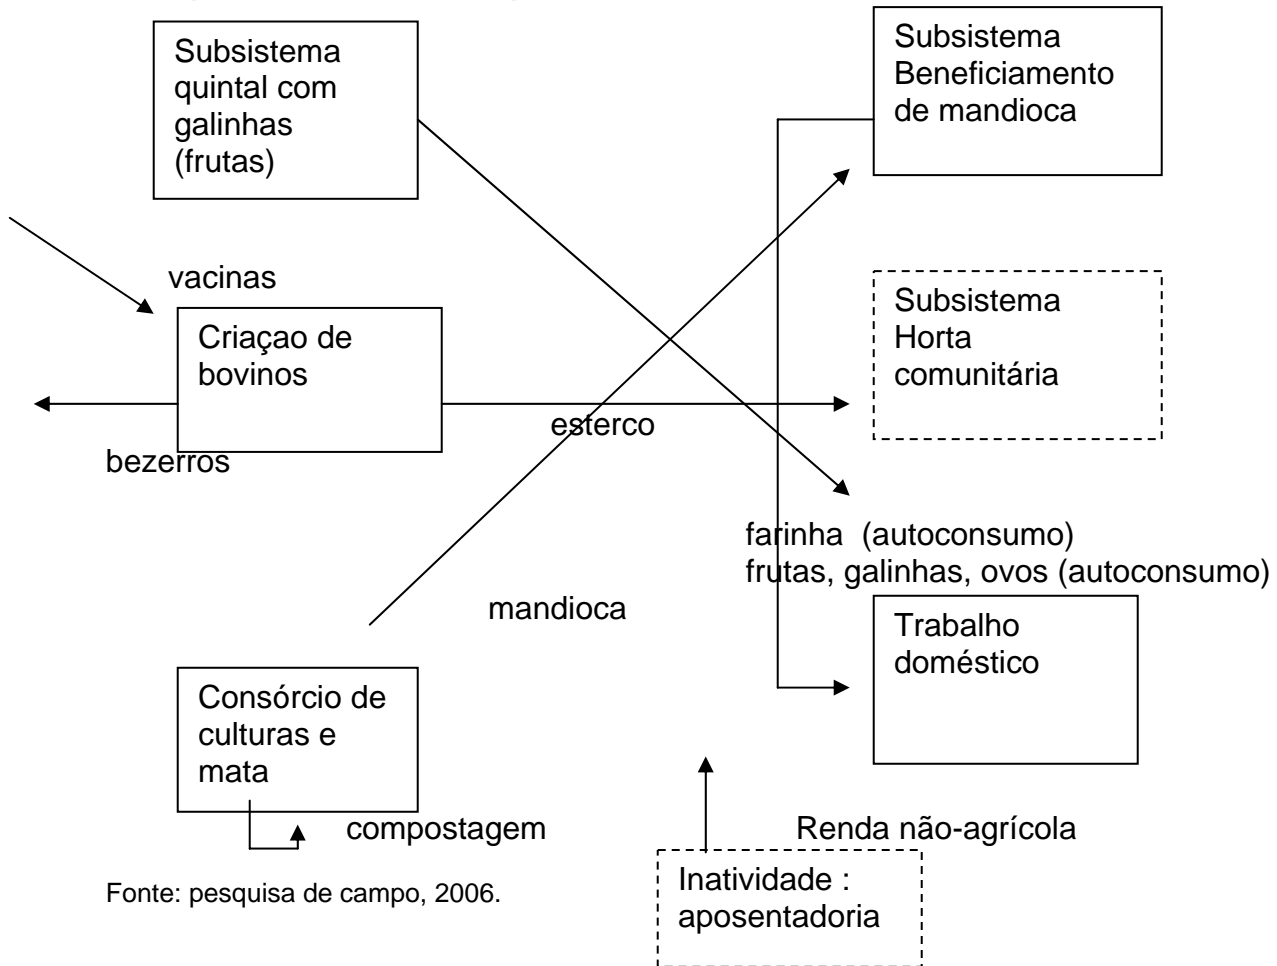 Subsistema
quintal com
galinhas
(frutas)
Subsistema
Beneficiamento
de mandioca
vacinas
Criaçao de
bovinos
Subsistema
Horta
comunitária
esterco
bezerros
farinha (autoconsumo)
frutas, galinhas, ovos (autoconsumo)
mandioca
Trabalho
doméstico
Consórcio de
culturas e
mata
compostagem
Renda não-agrícola
Inatividade :
aposentadoria
Fonte: pesquisa de campo, 2006.